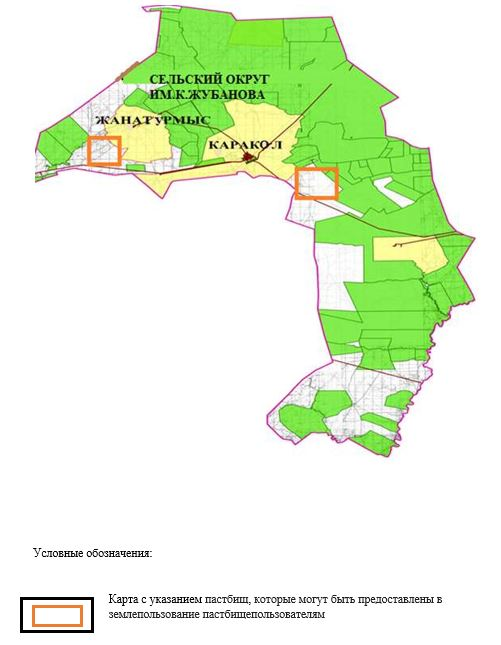 СЕЛЬСКИЙ ОКРУГ
ИМ.К.ЖУБАНОВА
ЖАНАТУРМЫС
КАРАКОЛ
Условные обозначения:
Карта с указанием пастбищ, которые могут быть предоставлены в
землепользование пастбищепользователям